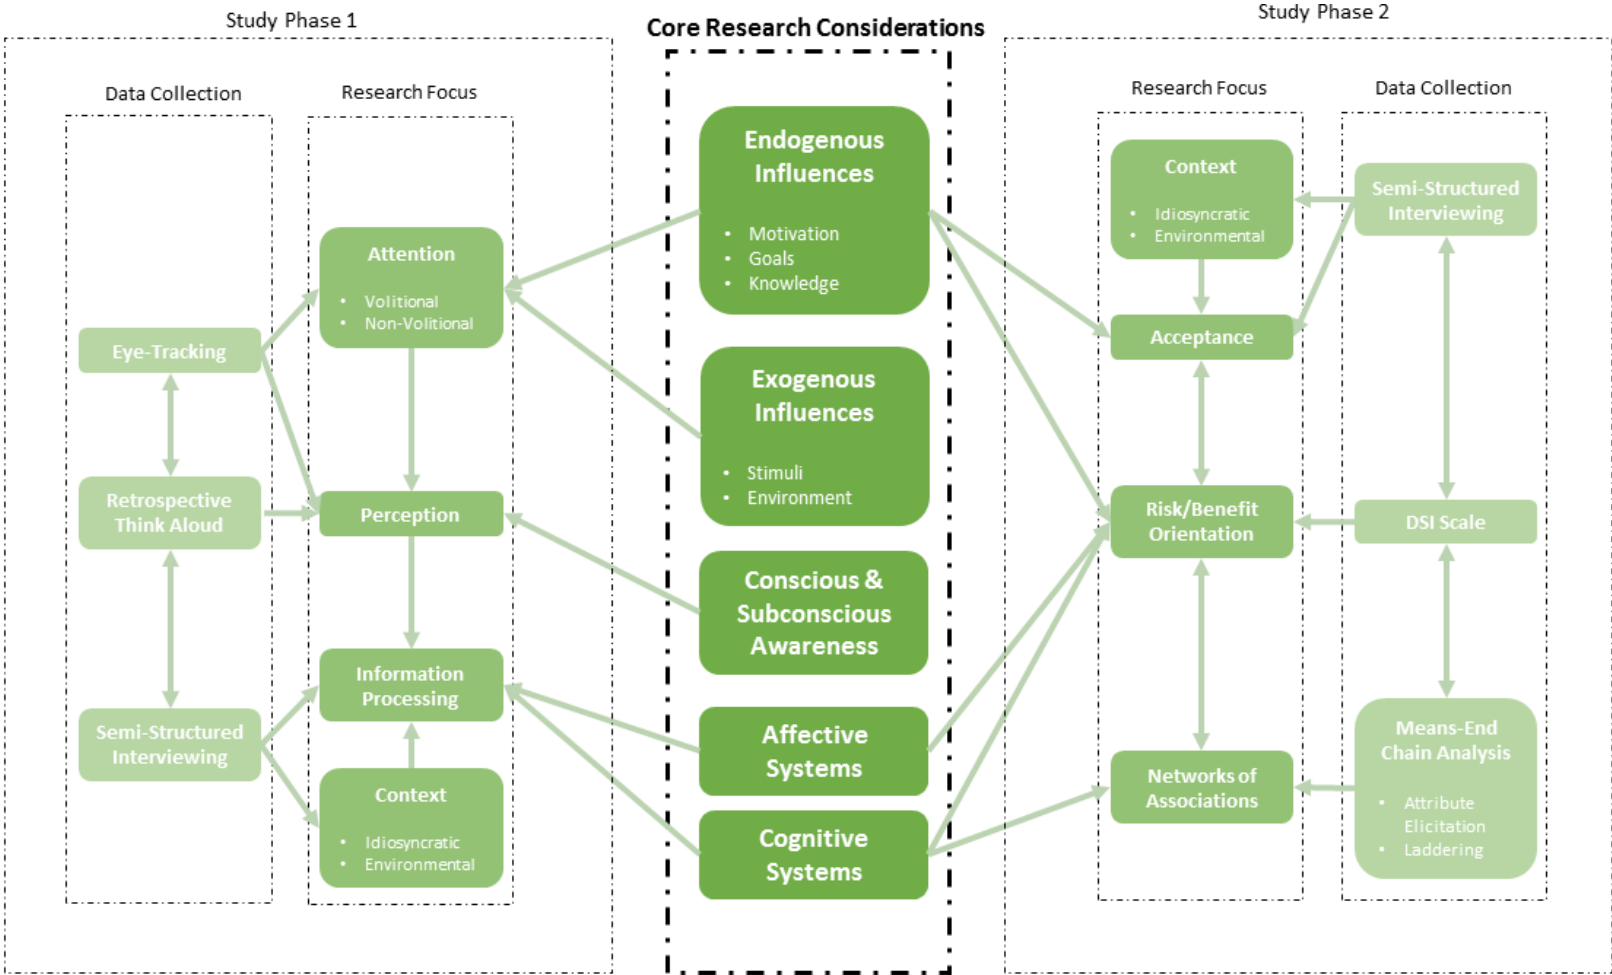 Study Phase 1
Data Collection
Research Focus
Eye-Tracking
Retrospective
Think Aloud
Semi-Structured
Interviewing
Attention
• Volitional
• Non-Volitional
Perception
Information
Processing
Context
• Idiosyncratic
• Environmental
Core Research Considerations
Endogenous
Influences
• Motivation
• Goals
• Knowledge
Exogenous
Influences
• Stimuli
• Environment
Conscious &
Subconscious
Awareness
Affective
Systems
Cognitive
Systems
Study Phase 2
Research Focus
Data Collection
Context
• Idiosyncratic
• Environmental
Acceptance
Risk/Benefit
Orientation
Networks of
Associations
Semi-Structured
Interviewing
DSI Scale
Means-End
Chain Analysis
• Attribute
Elicitation
• Laddering